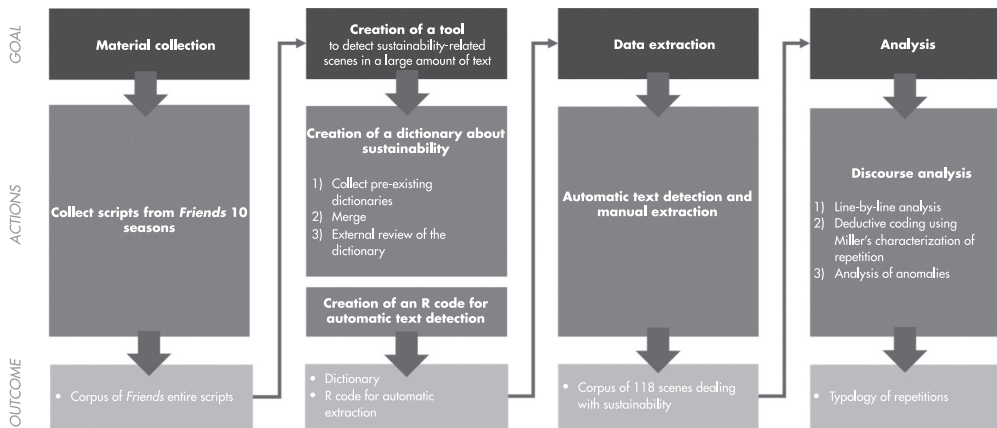 GOAL
Material collection
Creation of a tool
to detect sustainability-related
scenes in a large amount of text
Data extraction
Analysis
ACTIONS
Collect scripts from Friends 10
seasons
Creation of a dictionary about
sustainability
1) Collect pre-existing
dictionaries
2) Merge
3) External review of the
dictionary
Creation of an R code for
automatic text detection
Automatic text detection and
manual extraction
Discourse analysis
1) Line-by-line analysis
2) Deductive coding using
Miller's characterization of
repetition
3) Analysis of anomalies
OUTCOME
• Corpus of Friends entire scripts
• Dictionary
• R code for automatic
extraction
• Corpus of 118 scenes dealing
with sustainability
• Typology of repetitions